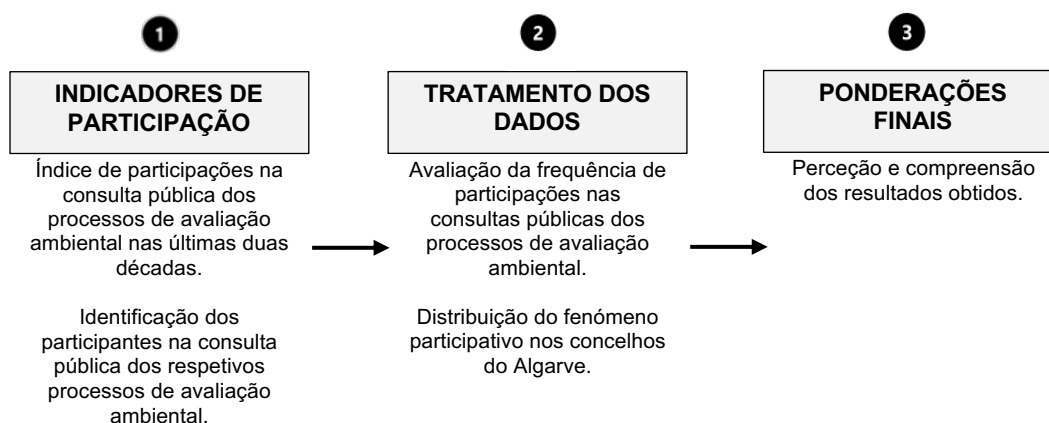 1
INDICADORES DE
PARTICIPAÇÃO
Índice de participações na
consulta pública dos
processos de avaliação
ambiental nas últimas duas
décadas.
Identificação dos
participantes na consulta
pública dos respetivos
processos de avaliação
ambiental.
2
TRATAMENTO DOS
DADOS
Avaliação da frequência de
participações nas
consultas públicas dos
processos de avaliação
ambiental.
Distribuição do fenómeno
participativo nos concelhos
do Algarve.
3
PONDERAÇÕES
FINAIS
Perceção e compreensão
dos resultados obtidos.